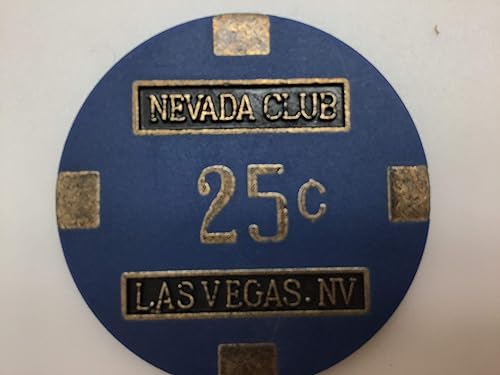 NEVADA CLUB
25¢
LAS VEGAS. NV